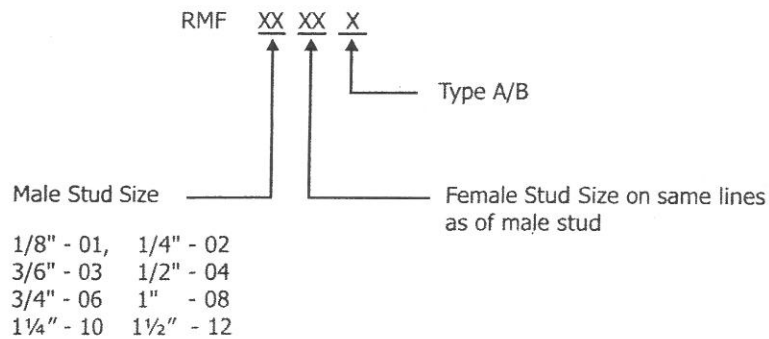 RMF XX XX X
Type A/B
Male Stud Size
Female Stud Size on same lines
as of male stud
1/8" - 01, 1/4" - 02
3/6" - 03 1/2" - 04
3/4" - 06 1" - 08
1¼" - 10 1½" - 12